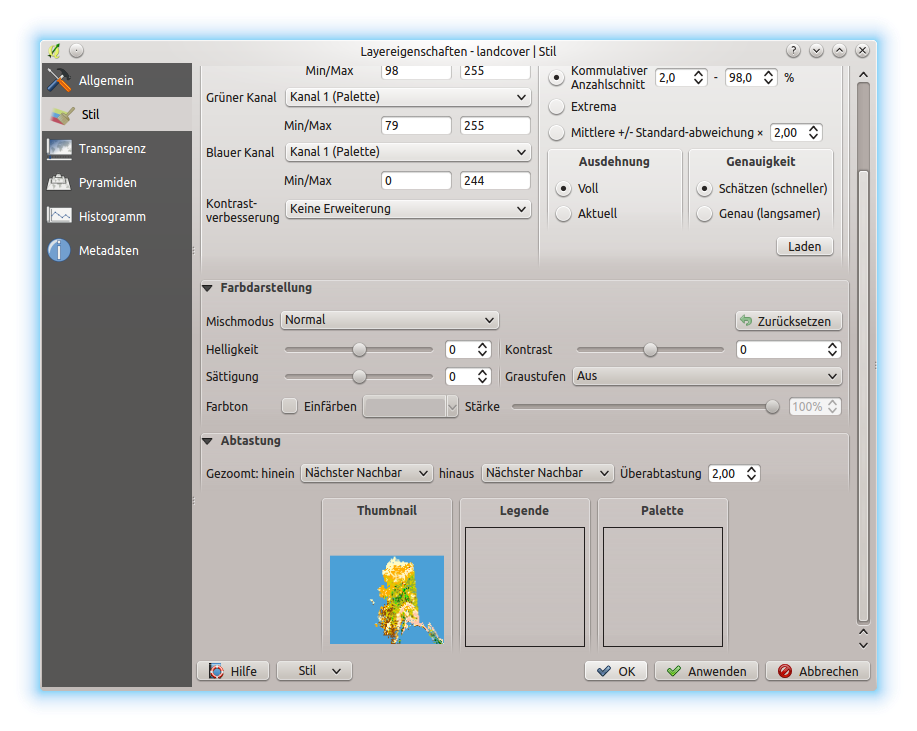 Layereigenschaften - landcover | Stil
Allgemein
Stil
Transparenz
Pyramiden
Histogramm
Metadaten
Min/Max 98 255
Grüner Kanal Kanal 1 (Palette)
Min/Max 79 255
Blauer Kanal Kanal 1 (Palette)
Min/Max 0 244
Kontrast-
verbesserung Keine Erweiterung
Kommulativer
Anzahlschnitt 2,0 - 98,0 %
Extrema
Mittlere +/- Standard-abweichung × 2,00
Ausdehnung
Voll
Aktuell
Genauigkeit
Schätzen (schneller)
Genau (langsamer)
Laden
Farbdarstellung
Mischmodus Normal Zurücksetzen
Helligkeit 0 Kontrast 0
Sättigung 0 Graustufen Aus
Farbton Einfärben Stärke 100%
Abtastung
Gezoomt: hinein Nächster Nachbar hinaus Nächster Nachbar Überabtastung 2,00
Thumbnail Legende Palette
Hilfe Stil OK Anwenden Abbrechen